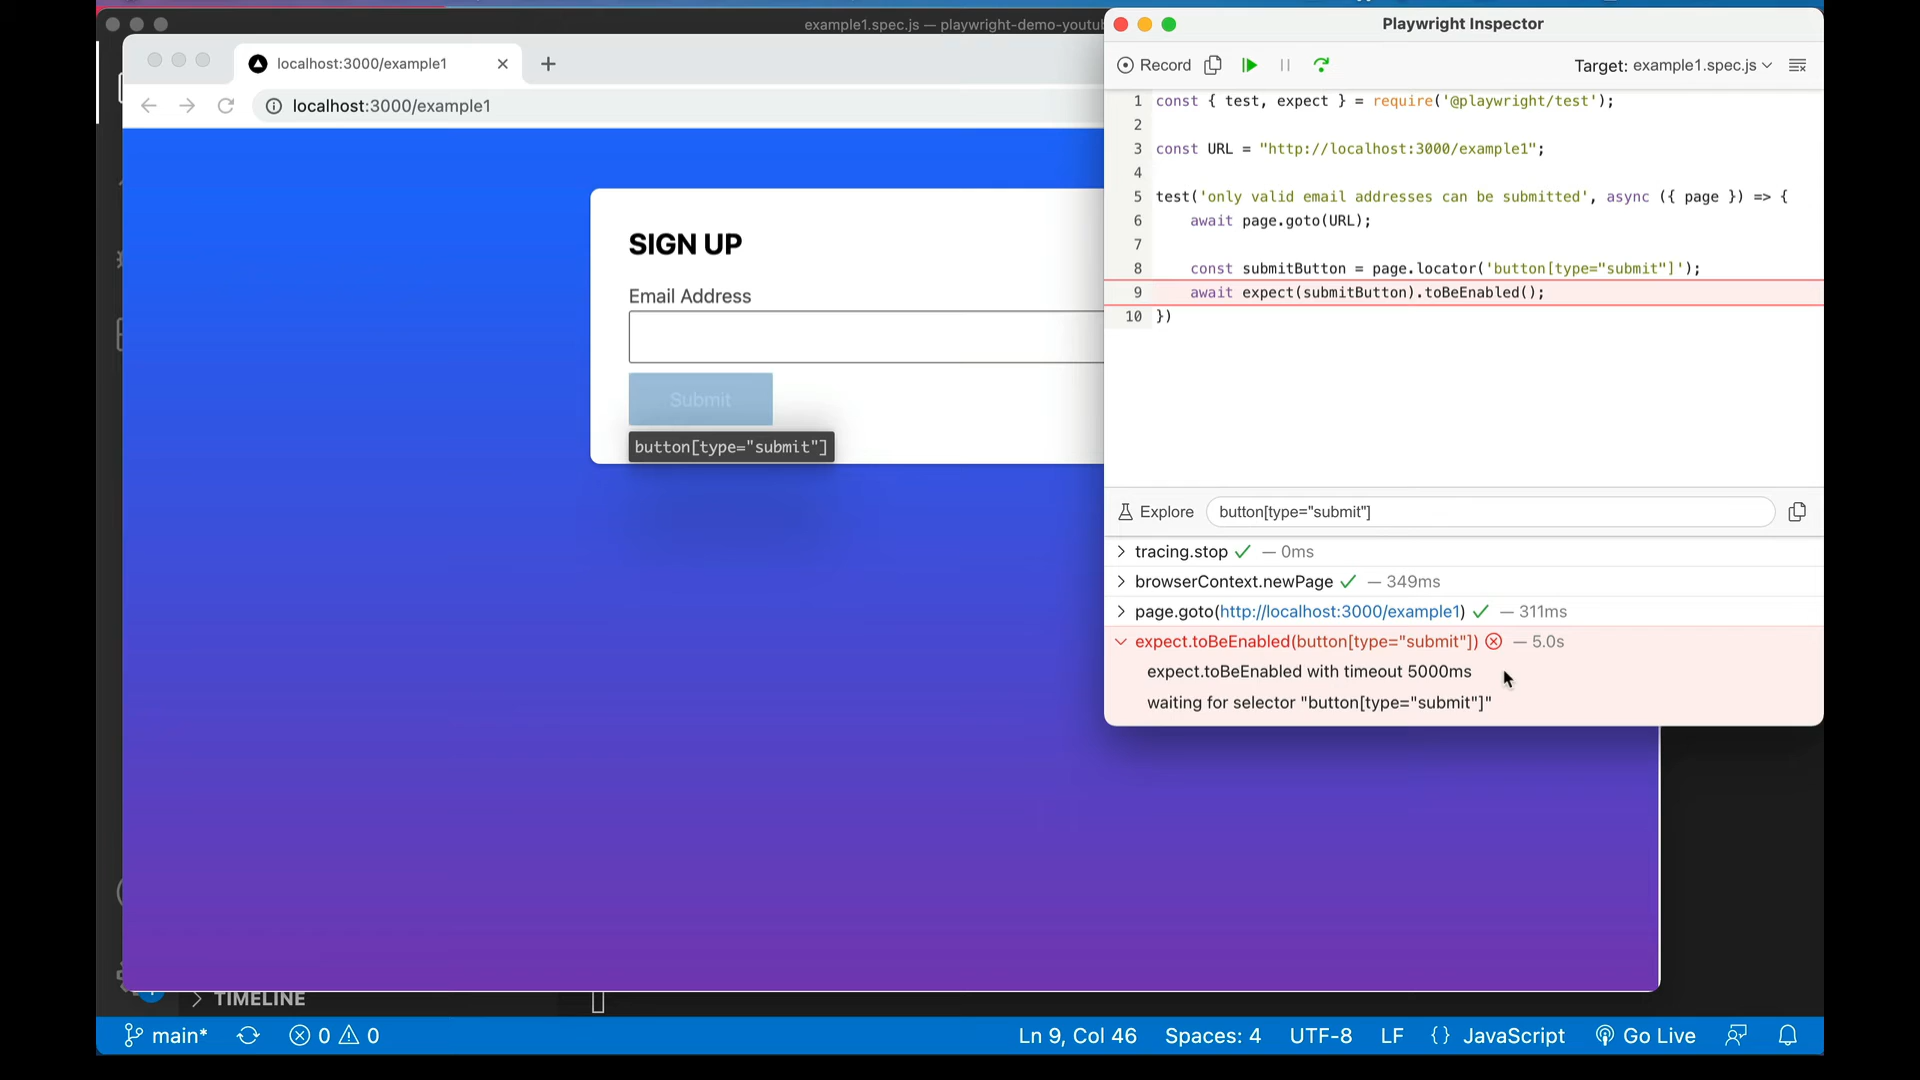 example1.spec.js — playwright-demo-youtu
localhost:3000/example1
localhost:3000/example1
SIGN UP
Email Address
Submit
button[type="submit"]
Playwright Inspector
Record
Target: example1.spec.js
1 const { test, expect } = require('@playwright/test');
2
3 const URL = "http://localhost:3000/example1";
4
5 test('only valid email addresses can be submitted', async ({ page }) => {
6 await page.goto(URL);
7
8 const submitButton = page.locator('button[type="submit"]');
9 await expect(submitButton).toBeEnabled();
10 })
Explore button[type="submit"]
tracing.stop — 0ms
browserContext.newPage — 349ms
page.goto(http://localhost:3000/example1) — 311ms
expect.toBeEnabled(button[type="submit"]) — 5.0s
expect.toBeEnabled with timeout 5000ms
waiting for selector "button[type="submit"]"
TIMELINE
main* 0 0 Ln 9, Col 46 Spaces: 4 UTF-8 LF {} JavaScript Go Live